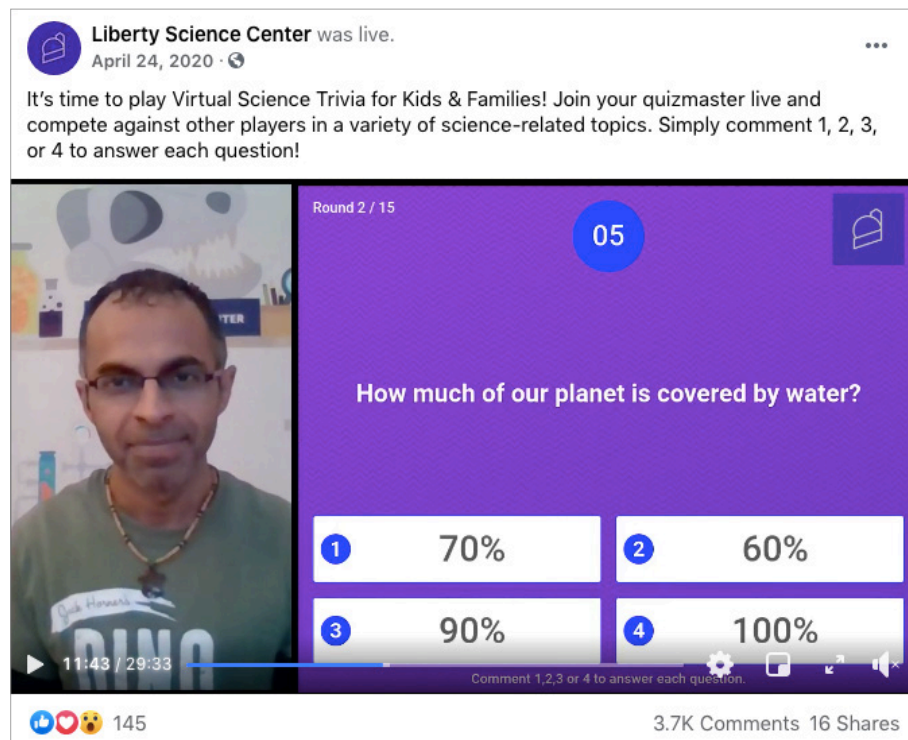 Liberty Science Center was live.
April 24, 2020 ·
It's time to play Virtual Science Trivia for Kids & Families! Join your quizmaster live and
compete against other players in a variety of science-related topics. Simply comment 1, 2, 3,
or 4 to answer each question!
TER
Jack Horner's
DINO
Round 2 / 15
05
How much of our planet is covered by water?
1 70%
2 60%
3 90%
4 100%
11:43 / 29:33
Comment 1,2,3 or 4 to answer each question.
145
3.7K Comments 16 Shares